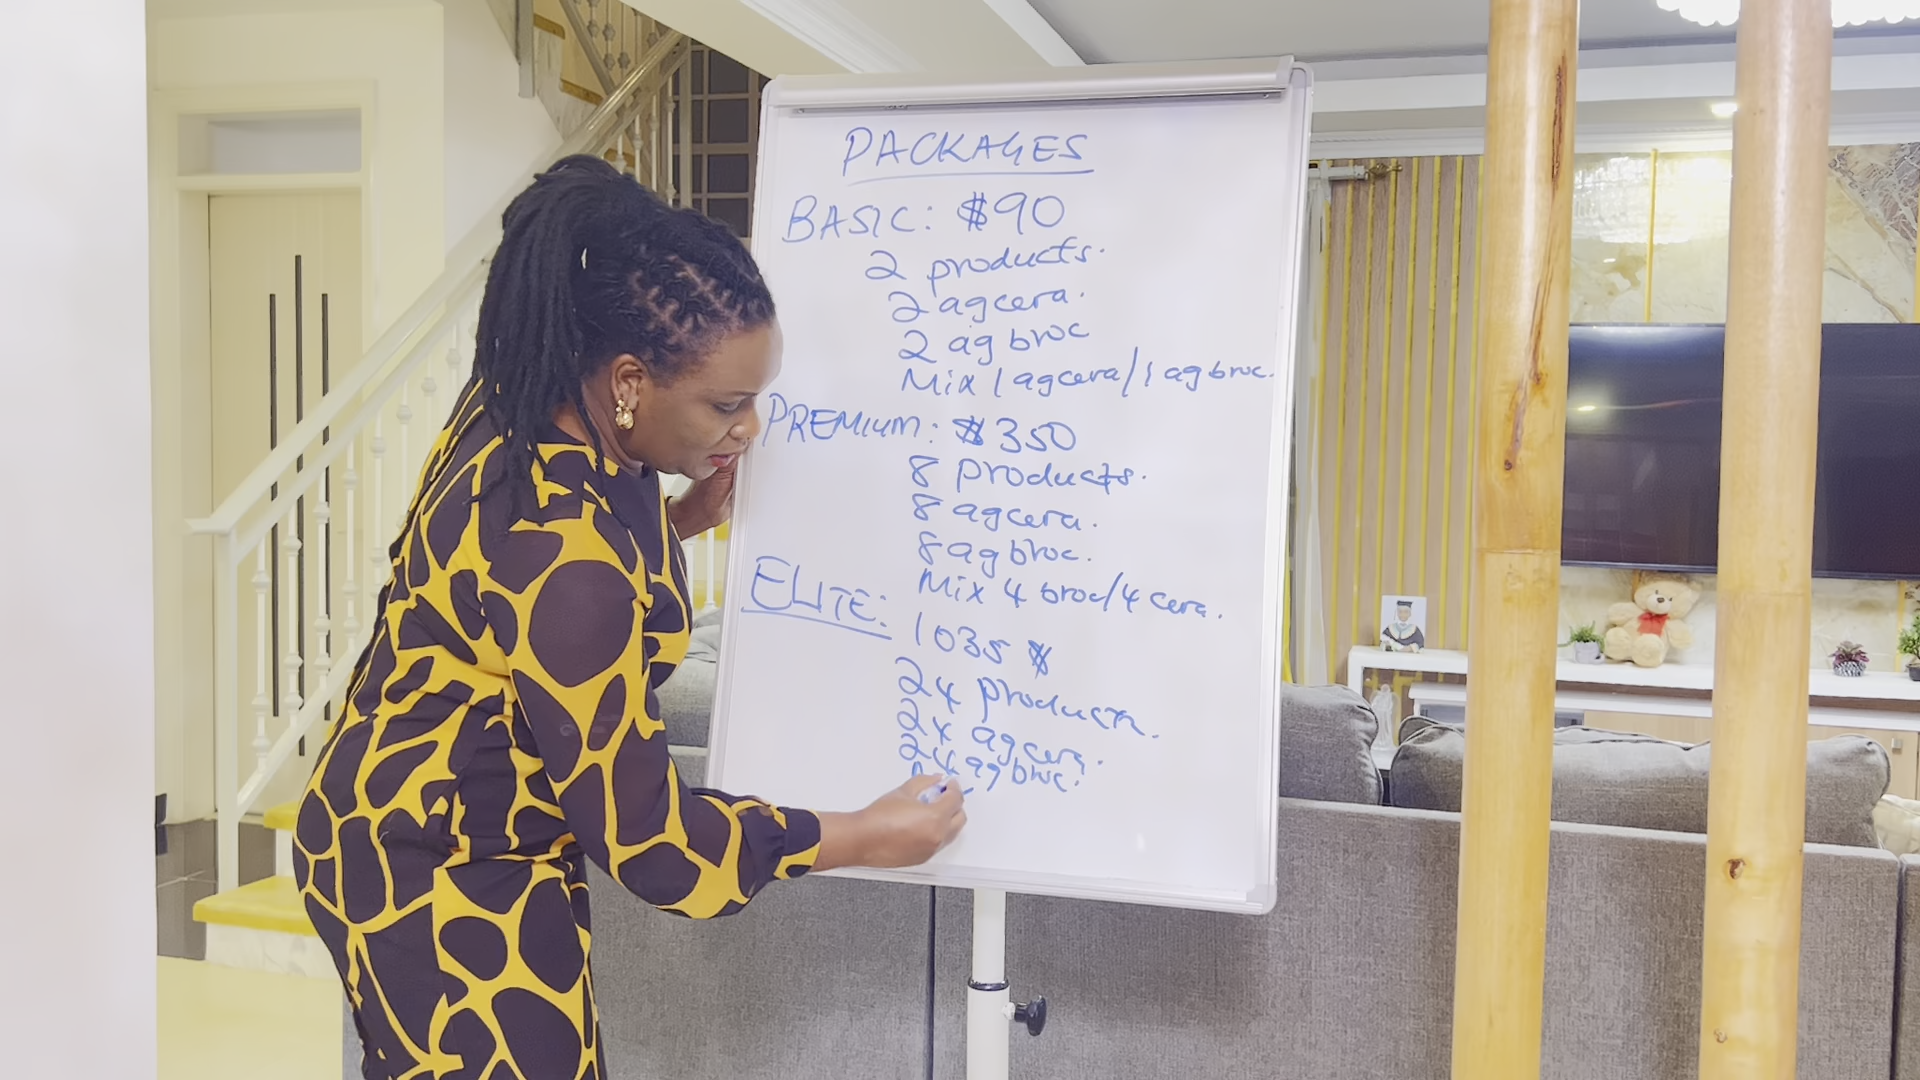 PACKAGES
BASIC: $90
2 products.
2 agcera.
2 ag broc
Mix 1 agcera/1 ag broc.
PREMIUM: $350
8 products.
8 agcera.
8 ag broc.
Mix 4 broc/4 cera.
ELITE: 1035 $
24 products.
24 agcera.
24 ag broc.